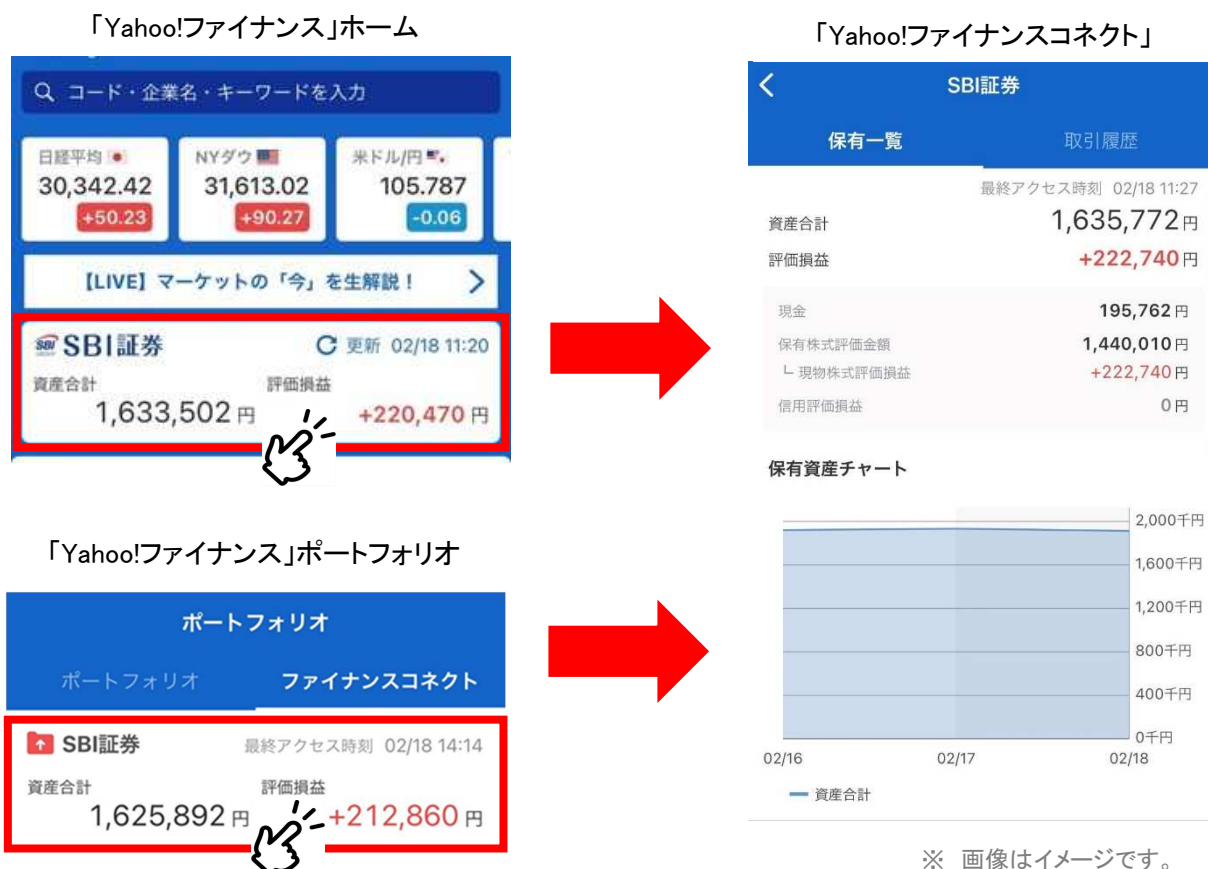 「Yahoo!ファイナンス」ホーム
コード・企業名・キーワードを入力
日経平均
30,342.42
+50.23
NYダウ
31,613.02
+90.27
米ドル/円
105.787
-0.06
【LIVE】マーケットの「今」を生解説！
SBI SBI証券 更新 02/18 11:20
資産合計 評価損益
1,633,502円 +220,470円
「Yahoo!ファイナンス」ポートフォリオ
ポートフォリオ
ポートフォリオ ファイナンスコネクト
SBI証券 最終アクセス時刻 02/18 14:14
資産合計 評価損益
1,625,892円 +212,860円
「Yahoo!ファイナンスコネクト」
SBI証券
保有一覧 取引履歴
最終アクセス時刻 02/18 11:27
資産合計 1,635,772円
評価損益 +222,740円
現金 195,762円
保有株式評価金額 1,440,010円
└ 現物株式評価損益 +222,740円
信用評価損益 0円
保有資産チャート
2,000千円
1,600千円
1,200千円
800千円
400千円
0千円
02/16 02/17 02/18
資産合計
※ 画像はイメージです。